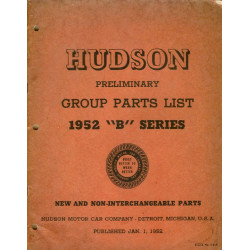 HUDSON
PRELIMINARY
GROUP PARTS LIST
1952 "B" SERIES
NEW AND NON-INTERCHANGEABLE PARTS
HUDSON MOTOR CAR COMPANY - DETROIT, MICHIGAN, U.S.A.
PUBLISHED JAN. 1, 1952.